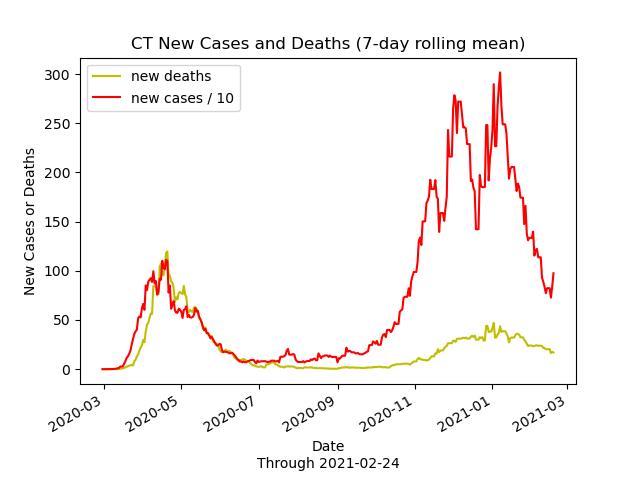 CT New Cases and Deaths (7-day rolling mean)
new deaths
new cases / 10
New Cases or Deaths
300
250
200
150
100
50
0
2020-03
2020-05
2020-07
2020-09
2020-11
2021-01
2021-03
Date
Through 2021-02-24